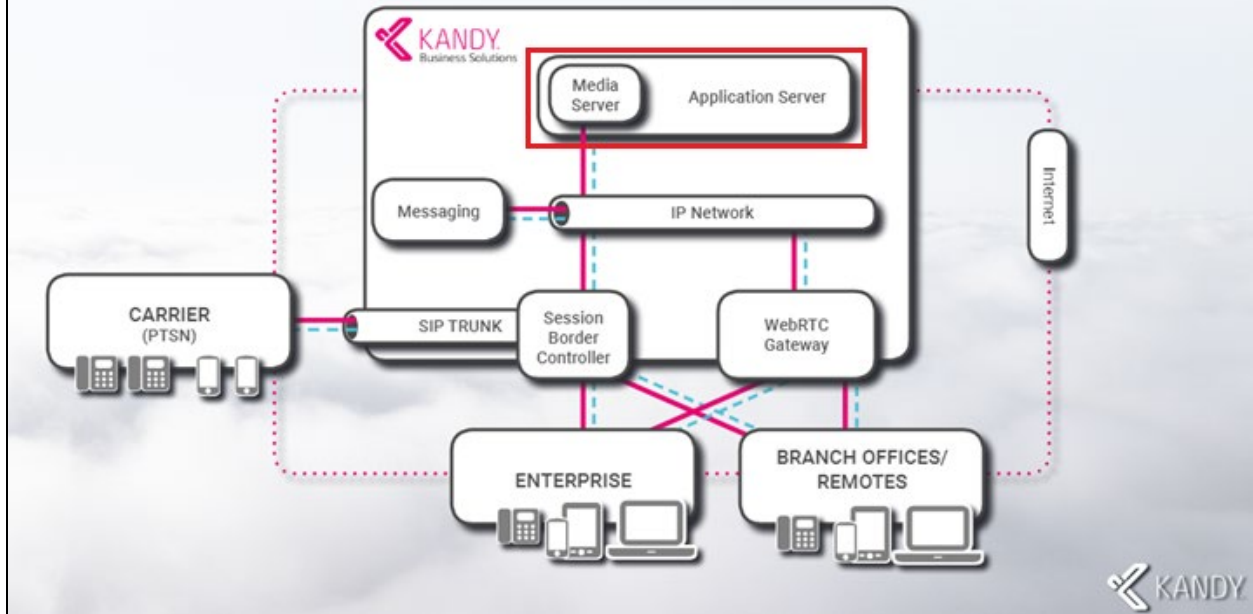 KANDY
Business Solutions
Media
Server
Application Server
Internet
Messaging
IP Network
CARRIER
(PTSN)
SIP TRUNK
Session
Border
Controller
WebRTC
Gateway
ENTERPRISE
BRANCH OFFICES/
REMOTES
KANDY